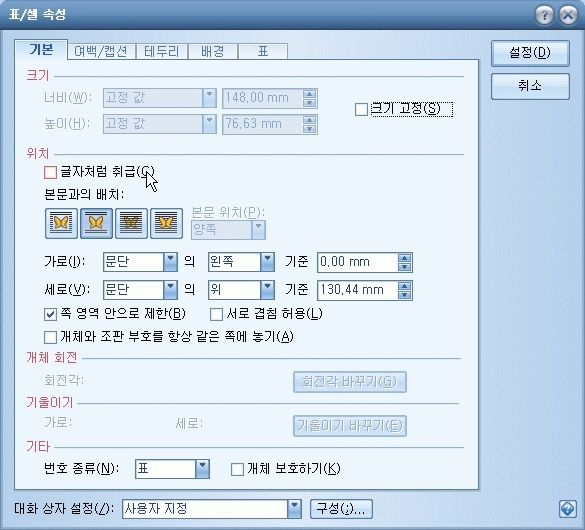 표/셀 속성
기본 여백/캡션 테두리 배경 표
설정(D)
취소
크기
너비(W): 고정 값 148,00 mm
크기 고정(S)
높이(H): 고정 값 76,63 mm
위치
글자처럼 취급(C)
본문과의 배치:
본문 위치(P):
양쪽
가로(J): 문단 의 왼쪽 기준 0,00 mm
세로(V): 문단 의 위 기준 130,44 mm
쪽 영역 안으로 제한(B) 서로 겹침 허용(L)
개체와 조판 부호를 항상 같은 쪽에 놓기(A)
개체 회전
회전각: 회전각 바꾸기(G)
기울이기
가로: 세로: 기울이기 바꾸기(E)
기타
번호 종류(N): 표 개체 보호하기(K)
대화 상자 설정(/): 사용자 지정 구성(;)...